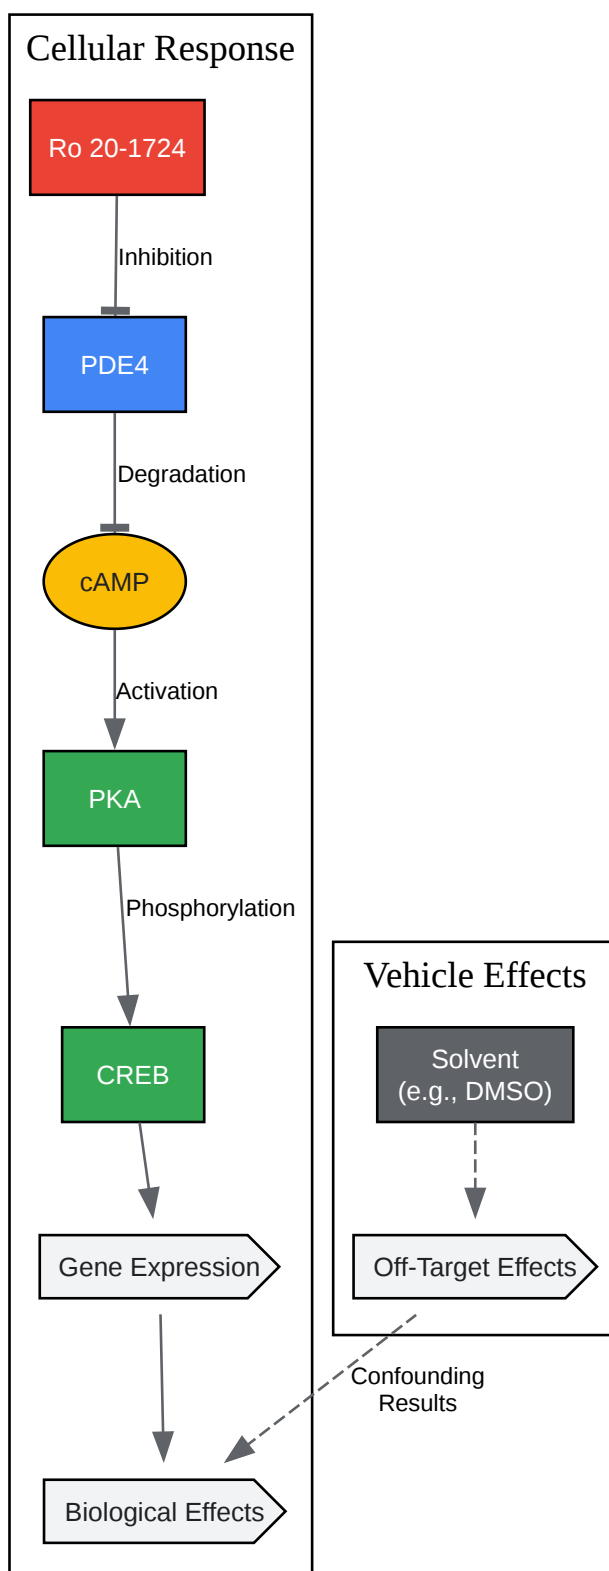 Cellular Response
Ro 20-1724
Inhibition
PDE4
Degradation
cAMP
Activation
PKA
Phosphorylation
CREB
Gene Expression
Biological Effects
Vehicle Effects
Solvent
(e.g., DMSO)
Off-Target Effects
Confounding
Results